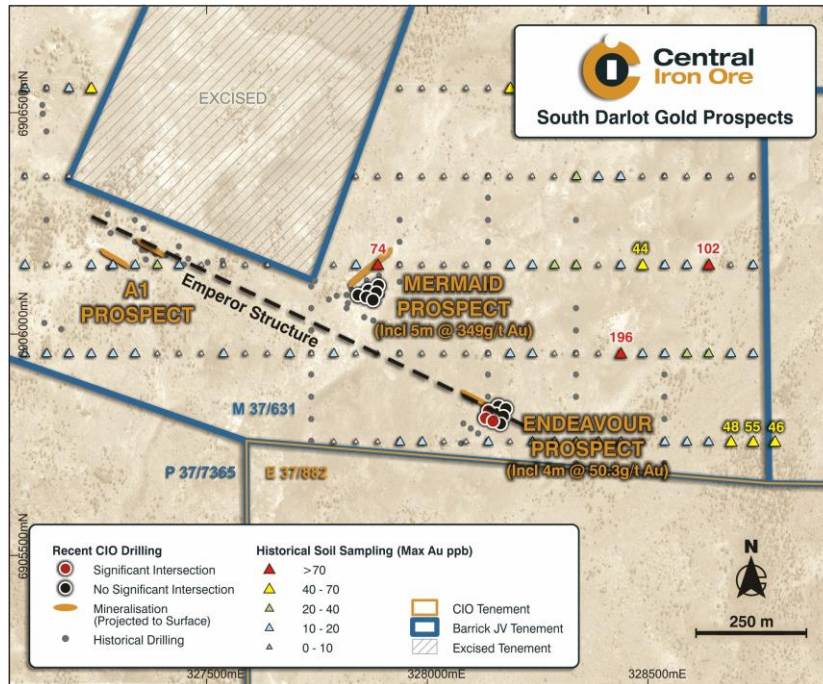 Central
Iron Ore
South Darlot Gold Prospects
EXCISED
6906500mN
74
44
102
A1
PROSPECT
Emperor Structure
MERMAID
PROSPECT
(Incl 5m @ 349g/t Au)
6906000mN
196
M 37/631
ENDEAVOUR
PROSPECT
(Incl 4m @ 50.3g/t Au)
48 55 46
P 37/7365
E 37/882
6905500mN
Recent CIO Drilling
Significant Intersection
No Significant Intersection
Mineralisation
(Projected to Surface)
Historical Drilling
Historical Soil Sampling (Max Au ppb)
>70
40 - 70
20 - 40
10 - 20
0 - 10
CIO Tenement
Barrick JV Tenement
Excised Tenement
N
250 m
327500mE
328000mE
328500mE